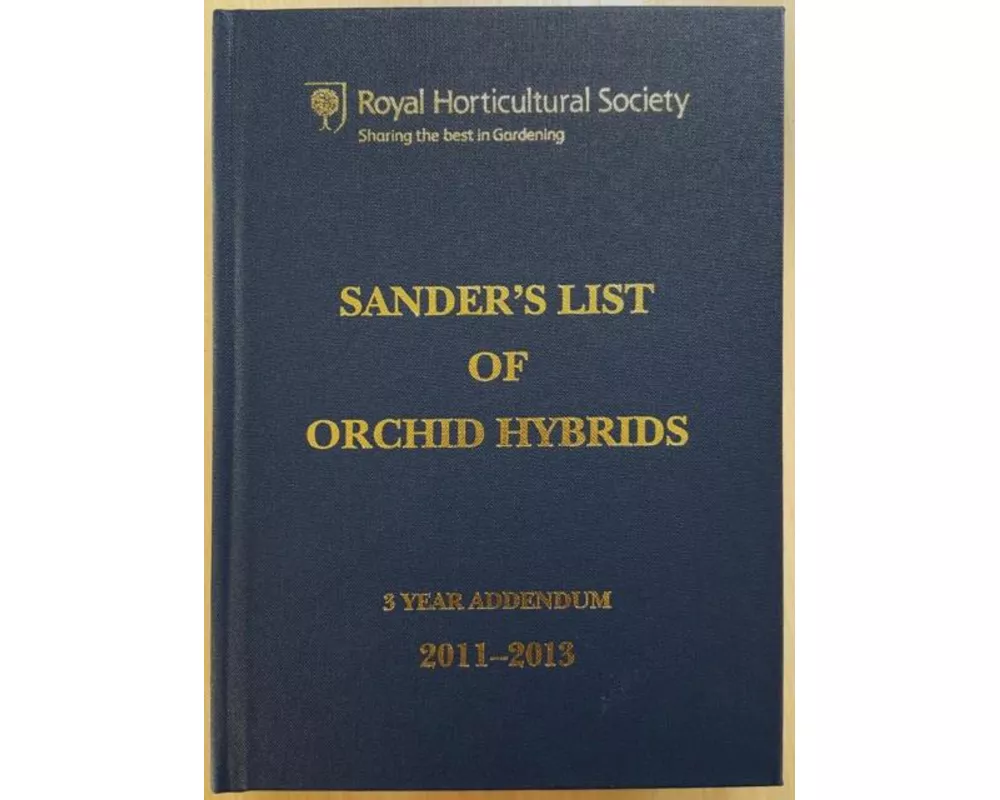 Royal Horticultural Society
Sharing the best in Gardening
SANDER'S LIST
OF
ORCHID HYBRIDS
3 YEAR ADDENDUM
2011–2013